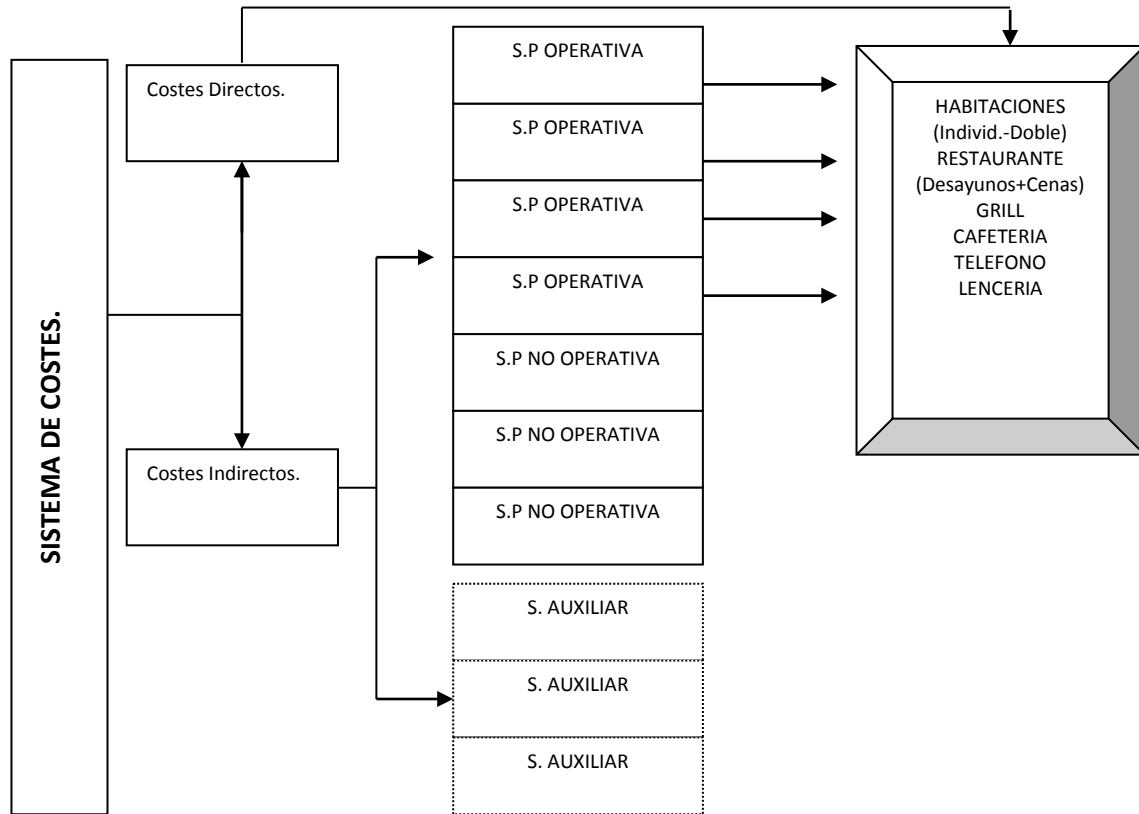 SISTEMA DE COSTES.
Costes Directos.
Costes Indirectos.
S.P OPERATIVA
S.P OPERATIVA
S.P OPERATIVA
S.P OPERATIVA
S.P NO OPERATIVA
S.P NO OPERATIVA
S.P NO OPERATIVA
S. AUXILIAR
S. AUXILIAR
S. AUXILIAR
HABITACIONES
(Individ.-Doble)
RESTAURANTE
(Desayunos+Cenas)
GRILL
CAFETERIA
TELEFONO
LENCERIA